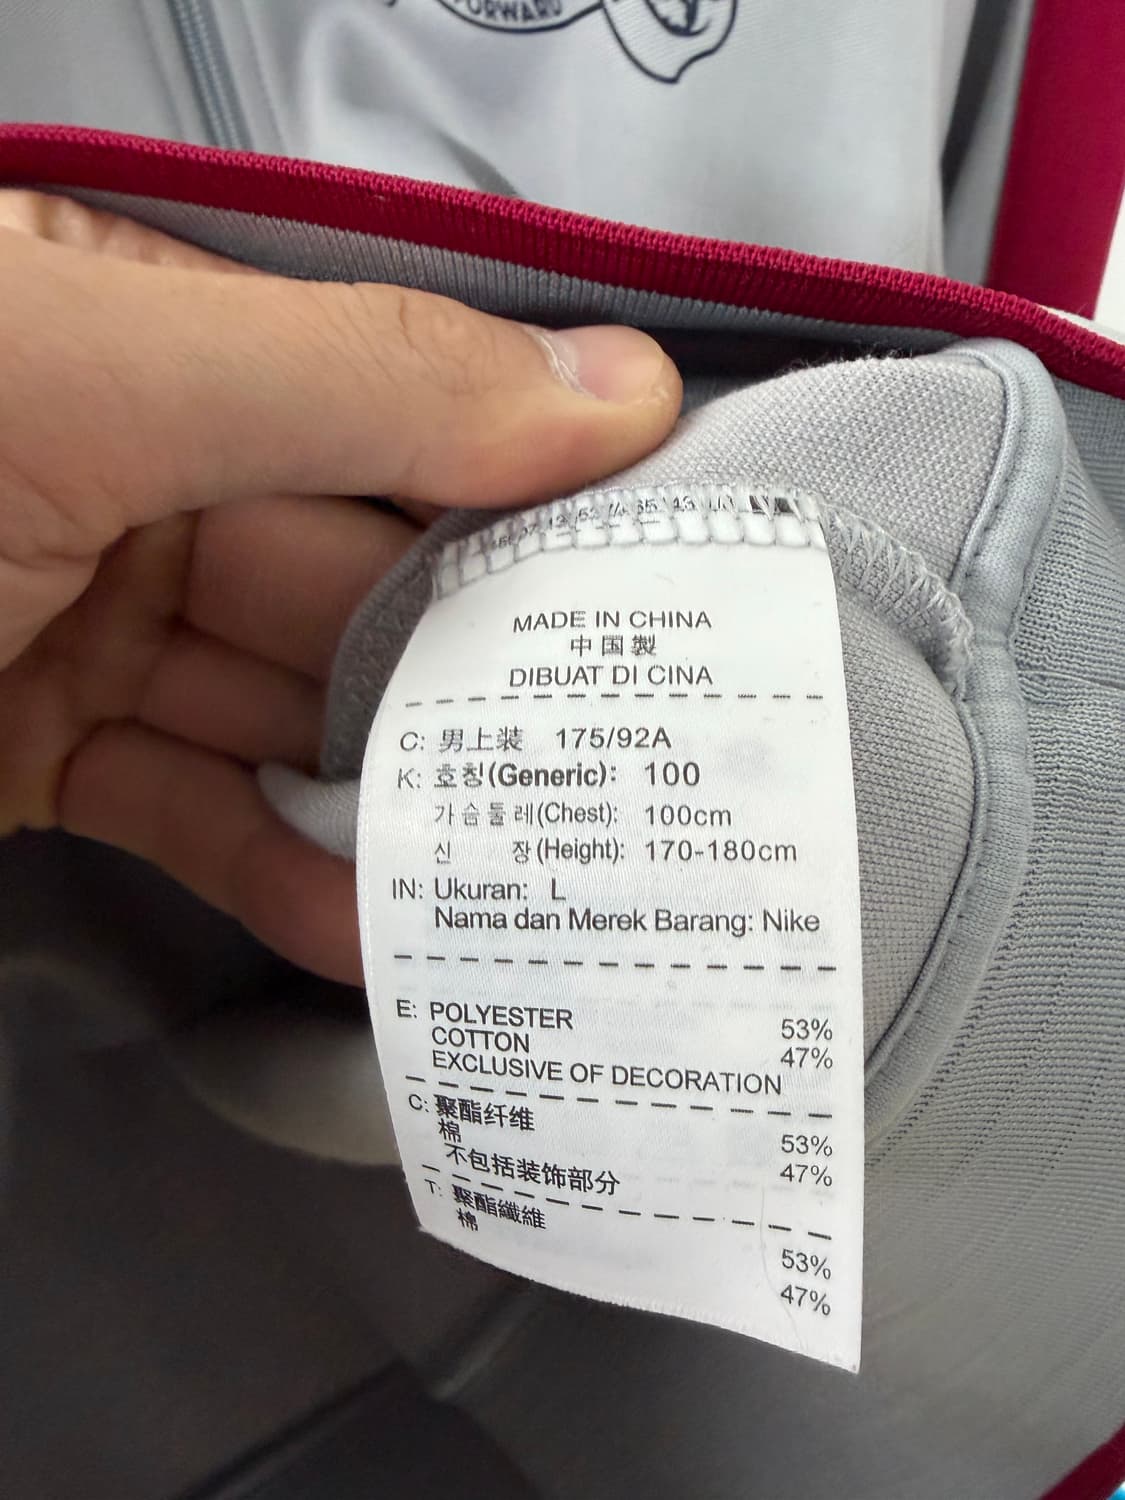 FORWARD
MADE IN CHINA
中国製
DIBUAT DI CINA
C: 男上装 175/92A
K: 호칭(Generic): 100
가슴둘레(Chest): 100cm
신 장(Height): 170-180cm
IN: Ukuran: L
Nama dan Merek Barang: Nike
E: POLYESTER 53%
COTTON 47%
EXCLUSIVE OF DECORATION
C: 聚酯纤维 53%
棉 47%
不包括装饰部分
T: 聚酯纖維 53%
棉 47%